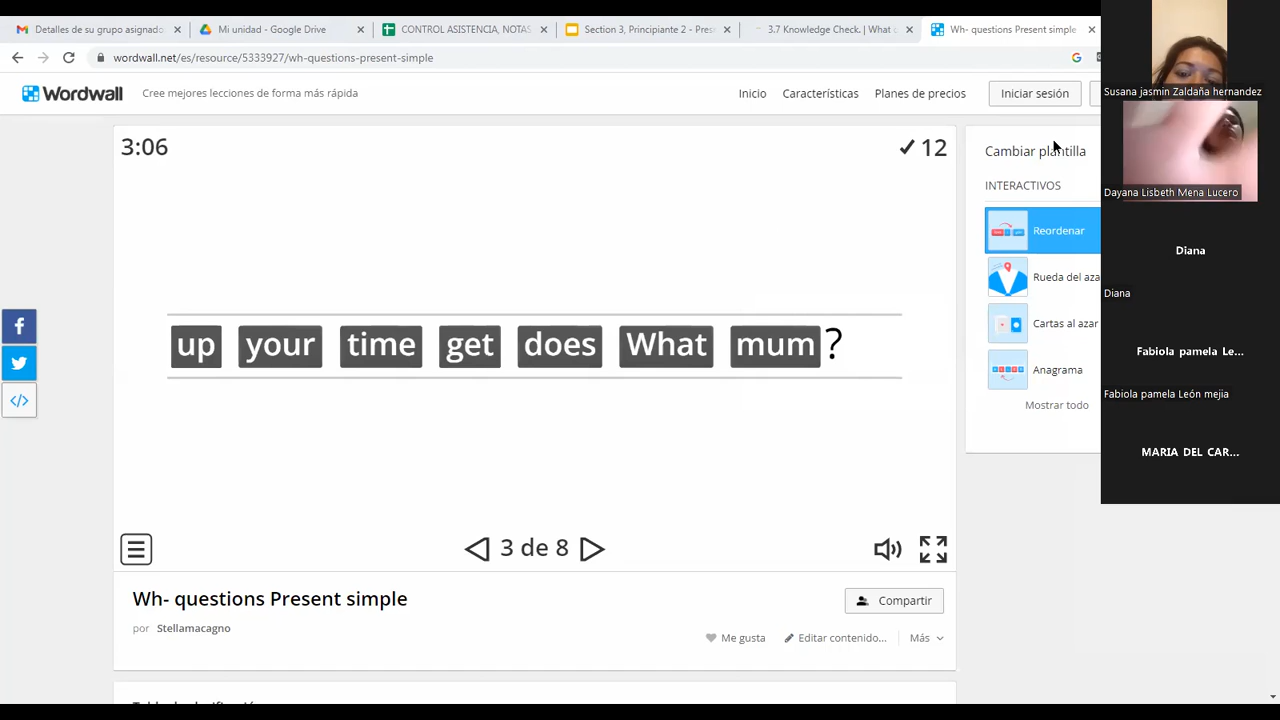 Detalles de su grupo asignado
Mi unidad - Google Drive
CONTROL ASISTENCIA, NOTAS
Section 3, Principiante 2 - Pres
3.7 Knowledge Check. | What
Wh- questions Present simple
wordwall.net/es/resource/5333927/wh-questions-present-simple
Wordwall
Cree mejores lecciones de forma más rápida
Inicio
Características
Planes de precios
Iniciar sesión
3:06
12
up your time get does What mum ?
3 de 8
Wh- questions Present simple
por Stellamacagno
Compartir
Me gusta
Editar contenido...
Más
Cambiar plantilla
INTERACTIVOS
Reordenar
Rueda del aza
Cartas al azar
Anagrama
Mostrar todo
Susana jasmin Zaldaña hernandez
Dayana Lisbeth Mena Lucero
Diana
Diana
Fabiola pamela Le...
Fabiola pamela León mejia
MARIA DEL CAR...